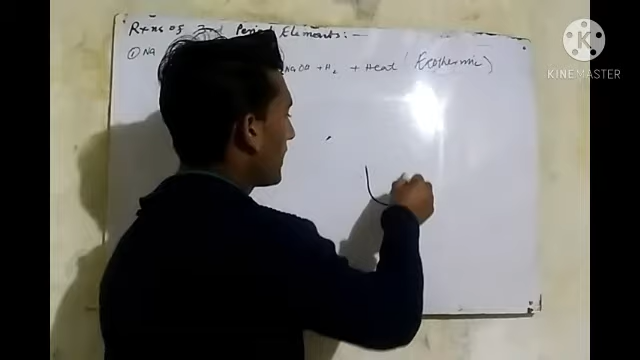 Rxns of 3rd Period Elements:—
① Na
NaOH + H₂ + Heat (Exothermic)
KINEMASTER